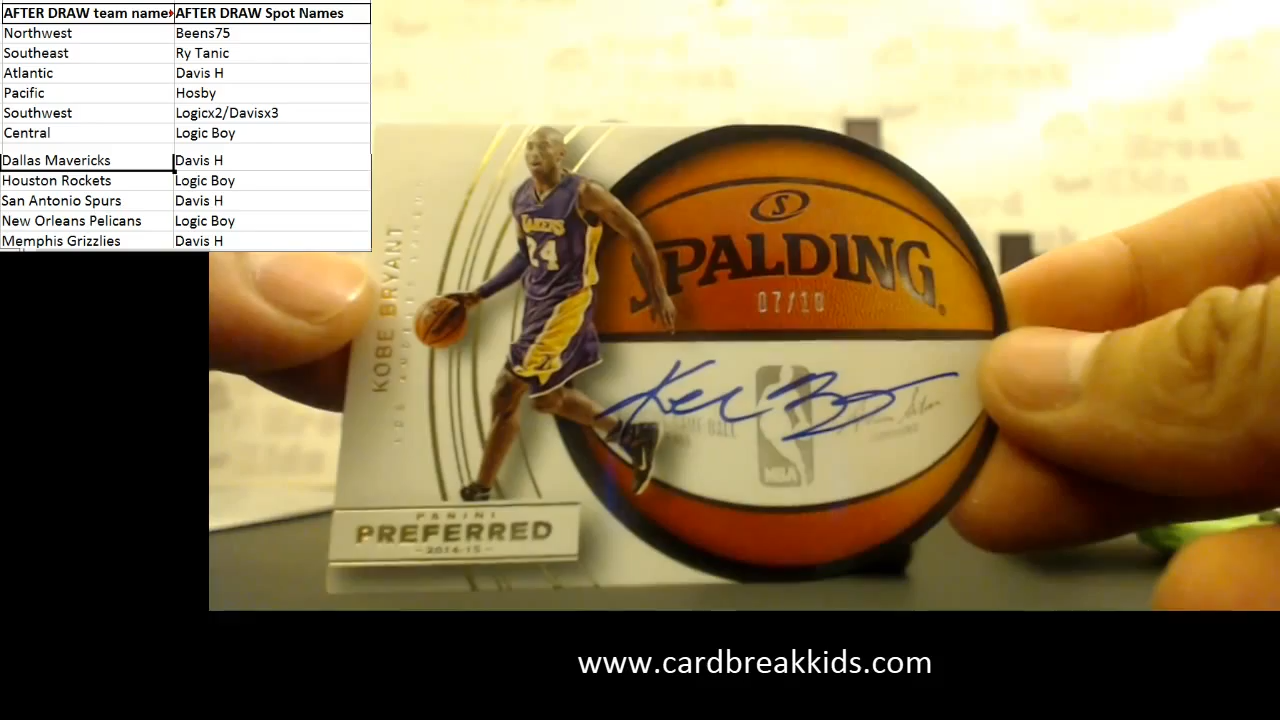 AFTER DRAW team name AFTER DRAW Spot Names
Northwest Beens75
Southeast Ry Tanic
Atlantic Davis H
Pacific Hosby
Southwest Logicx2/Davisx3
Central Logic Boy
Dallas Mavericks Davis H
Houston Rockets Logic Boy
San Antonio Spurs Davis H
New Orleans Pelicans Logic Boy
Memphis Grizzlies Davis H
KOBE BRYANT
LAKERS
24
S
SPALDING
07/10
NBA
PANINI
PREFERRED
2014-15
www.cardbreakkids.com